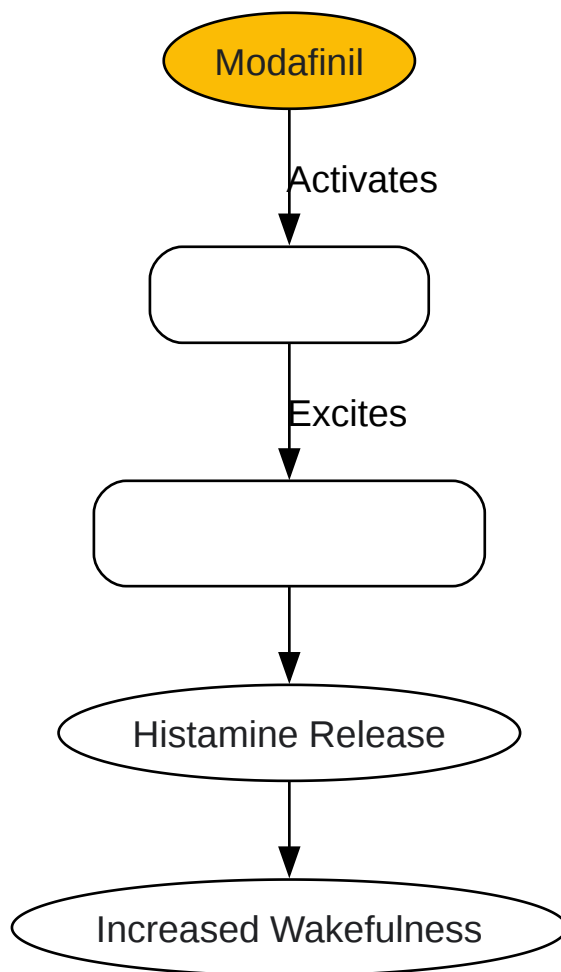 Modafinil
Activates
Excites
Histamine Release
Increased Wakefulness